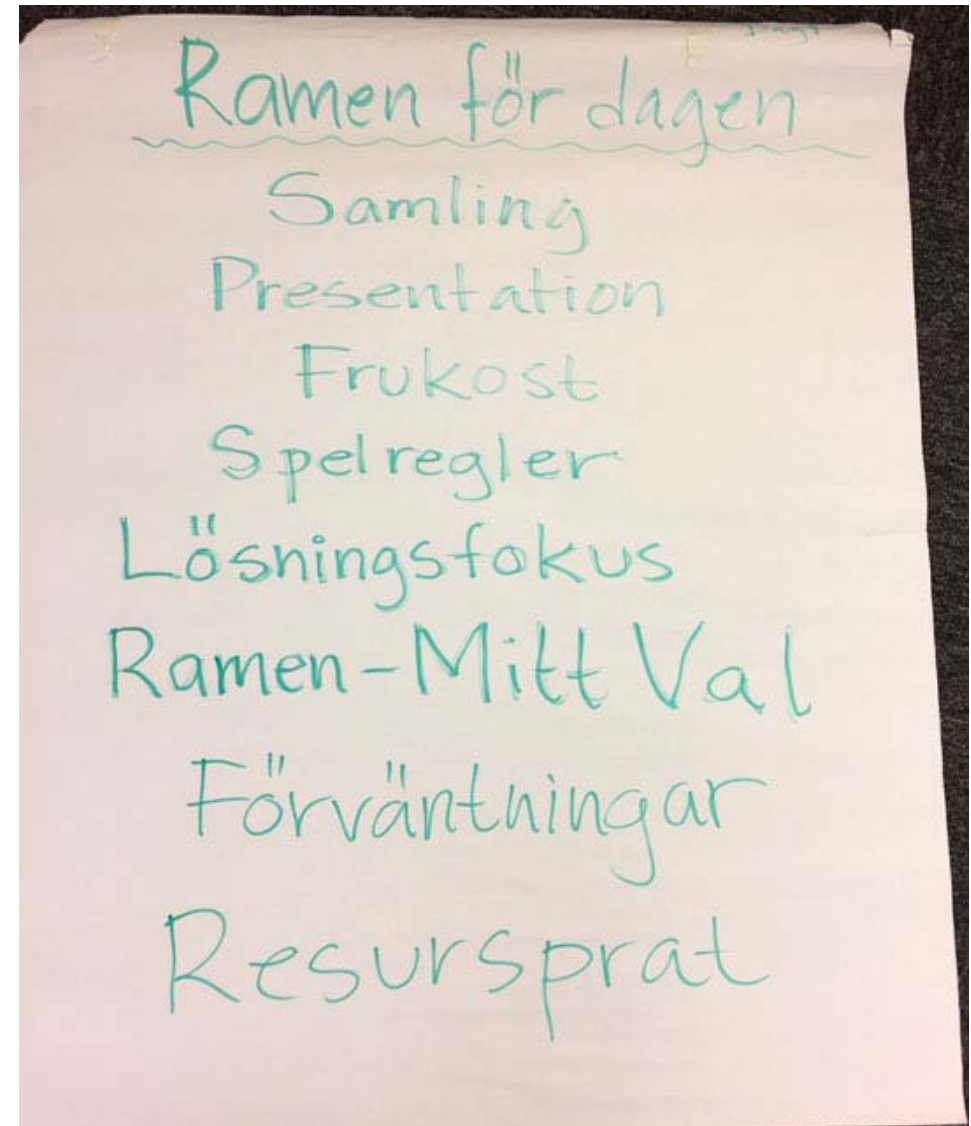 Ramen för dagen
Samling
Presentation
Frukost
Spelregler
Lösningsfokus
Ramen-Mitt Val
Förväntningar
Resursprat